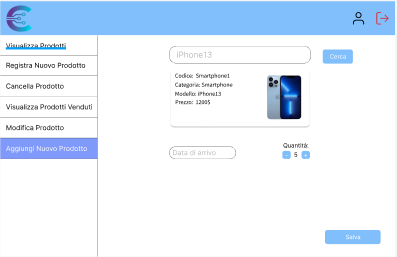 Visualizza Prodotti
Registra Nuovo Prodotto
Cancella Prodotto
Visualizza Prodotti Venduti
Modifica Prodotto
Aggiungi Nuovo Prodotto
iPhone13
Cerca
Codice: Smartphone1
Categoria: Smartphone
Modello: iPhone13
Prezzo: 1200$
Data di arrivo
Quantità:
- 5 +
Salva